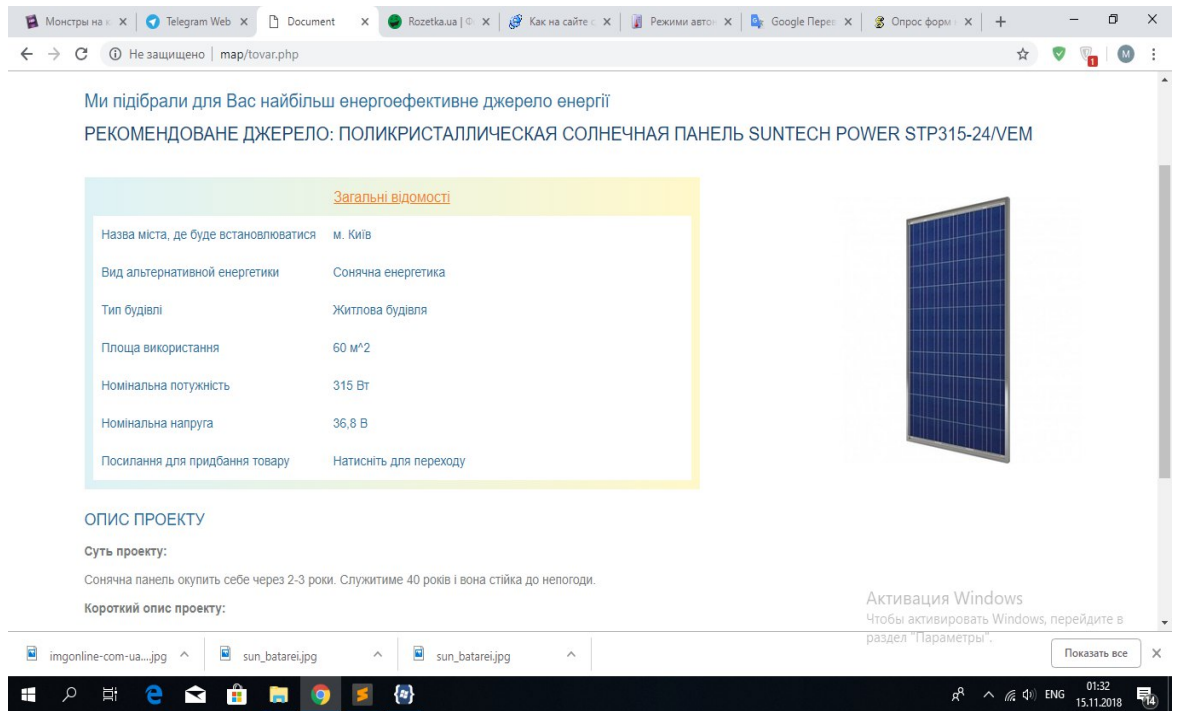 Монстры на к
Telegram Web
Document
Rozetka.ua | Ф
Как на сайте с
Режими автом
Google Перев
Опрос форм в
Не защищено | map/tovar.php
1
M
Ми підібрали для Вас найбільш енергоефективне джерело енергії
РЕКОМЕНДОВАНЕ ДЖЕРЕЛО: ПОЛИКРИСТАЛЛИЧЕСКАЯ СОЛНЕЧНАЯ ПАНЕЛЬ SUNTECH POWER STP315-24/VEM
Загальні відомості
Назва міста, де буде встановлюватися м. Київ
Вид альтернативной енергетики Сонячна енергетика
Тип будівлі Житлова будівля
Площа використання 60 м^2
Номінальна потужність 315 Вт
Номінальна напруга 36,8 В
Посилання для придбання товару Натисніть для переходу
ОПИС ПРОЕКТУ
Суть проекту:
Сонячна панель окупить себе через 2-3 роки. Служитиме 40 років і вона стійка до непогоди.
Короткий опис проекту:
Активация Windows
Чтобы активировать Windows, перейдите в
раздел "Параметры".
imgonline-com-ua....jpg
sun_batarei.jpg
sun_batarei.jpg
Показать все
ENG
01:32
15.11.2018
14